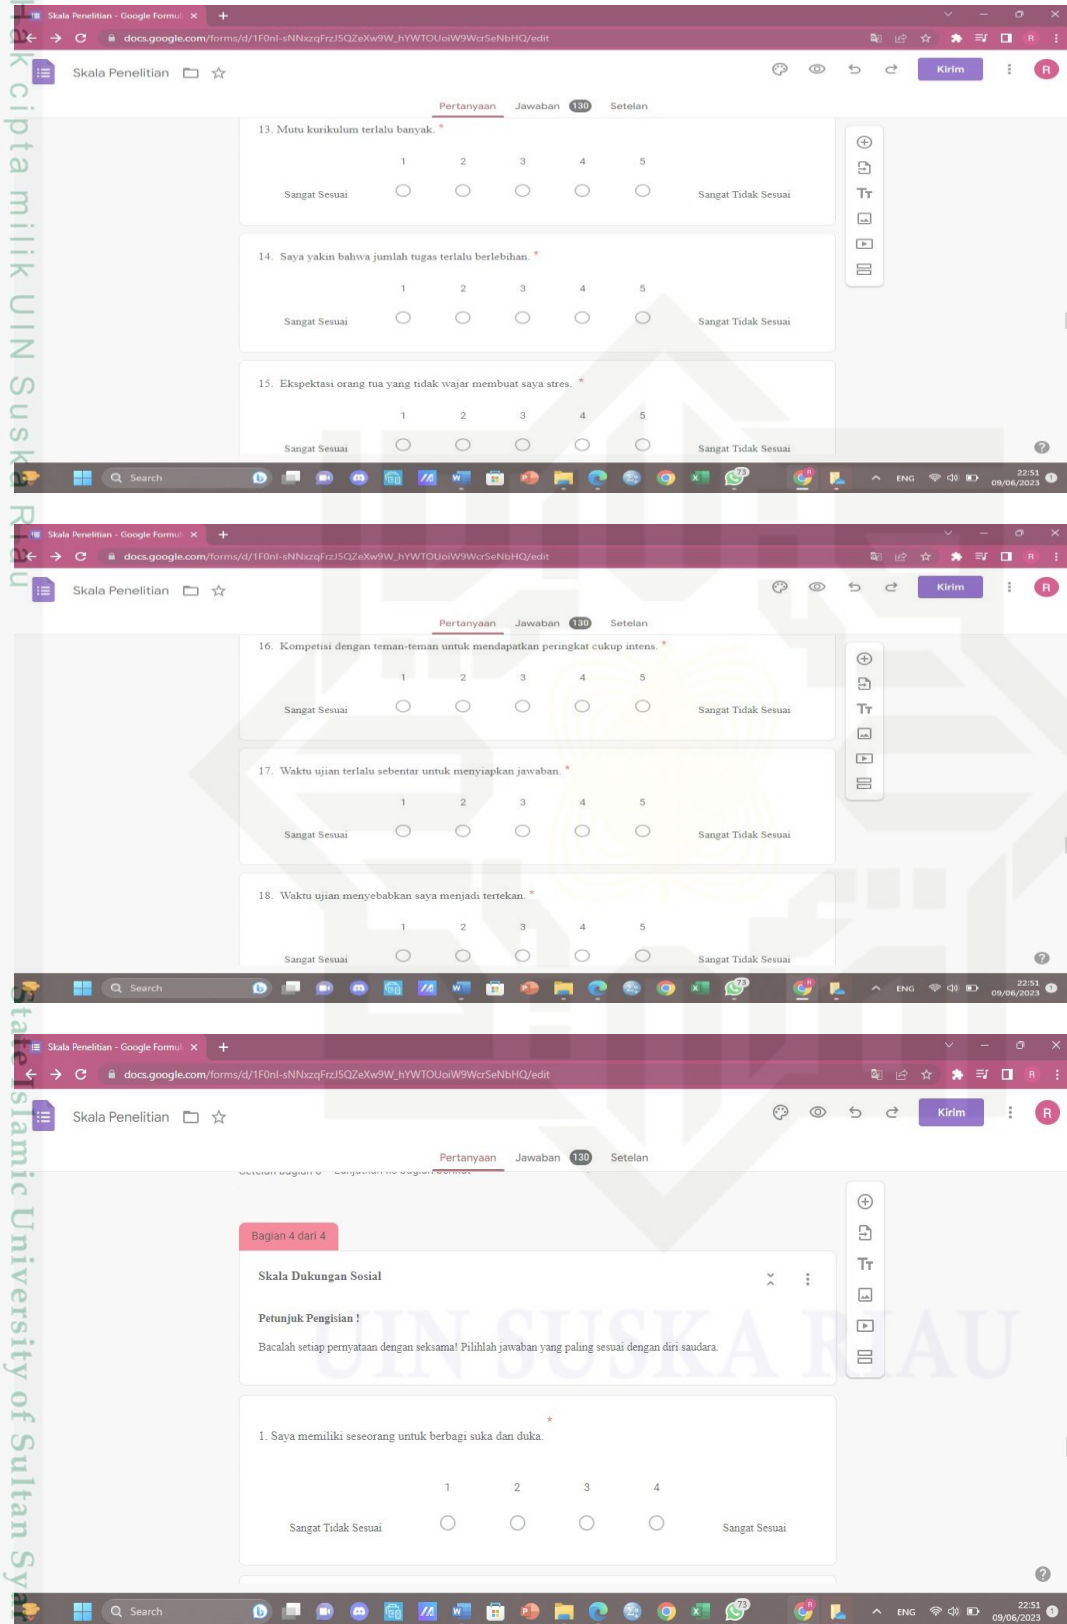 Hak cipta milik UIN Suska Riau
State Islamic University of Sultan Sya
Skala Penelitian - Google Formul
docs.google.com/forms/d/1F0nI-sNNxzqFrzJ5QZeXw9W_hYWTOUoiW9WcrSeNbHQ/edit
Skala Penelitian
Kirim
R
Pertanyaan Jawaban 130 Setelan
13. Mutu kurikulum terlalu banyak. *
1 2 3 4 5
Sangat Sesuai Sangat Tidak Sesuai
14. Saya yakin bahwa jumlah tugas terlalu berlebihan. *
1 2 3 4 5
Sangat Sesuai Sangat Tidak Sesuai
15. Ekspektasi orang tua yang tidak wajar membuat saya stres. *
1 2 3 4 5
Sangat Sesuai Sangat Tidak Sesuai
Search 73 ENG 22:51
09/06/2023
Skala Penelitian - Google Formul
docs.google.com/forms/d/1F0nI-sNNxzqFrzJ5QZeXw9W_hYWTOUoiW9WcrSeNbHQ/edit
Skala Penelitian
Kirim
R
Pertanyaan Jawaban 130 Setelan
16. Kompetisi dengan teman-teman untuk mendapatkan peringkat cukup intens. *
1 2 3 4 5
Sangat Sesuai Sangat Tidak Sesuai
17. Waktu ujian terlalu sebentar untuk menyiapkan jawaban. *
1 2 3 4 5
Sangat Sesuai Sangat Tidak Sesuai
18. Waktu ujian menyebabkan saya menjadi tertekan. *
1 2 3 4 5
Sangat Sesuai Sangat Tidak Sesuai
Search 73 ENG 22:51
09/06/2023
Skala Penelitian - Google Formul
docs.google.com/forms/d/1F0nI-sNNxzqFrzJ5QZeXw9W_hYWTOUoiW9WcrSeNbHQ/edit
Skala Penelitian
Kirim
R
Pertanyaan Jawaban 130 Setelan
Bagian 4 dari 4
Skala Dukungan Sosial
Petunjuk Pengisian !
Bacalah setiap pernyataan dengan seksama! Pilihlah jawaban yang paling sesuai dengan diri saudara.
UIN SUSKA RIAU
*
1. Saya memiliki seseorang untuk berbagi suka dan duka.
1 2 3 4
Sangat Tidak Sesuai Sangat Sesuai
Search 73 ENG 22:51
09/06/2023